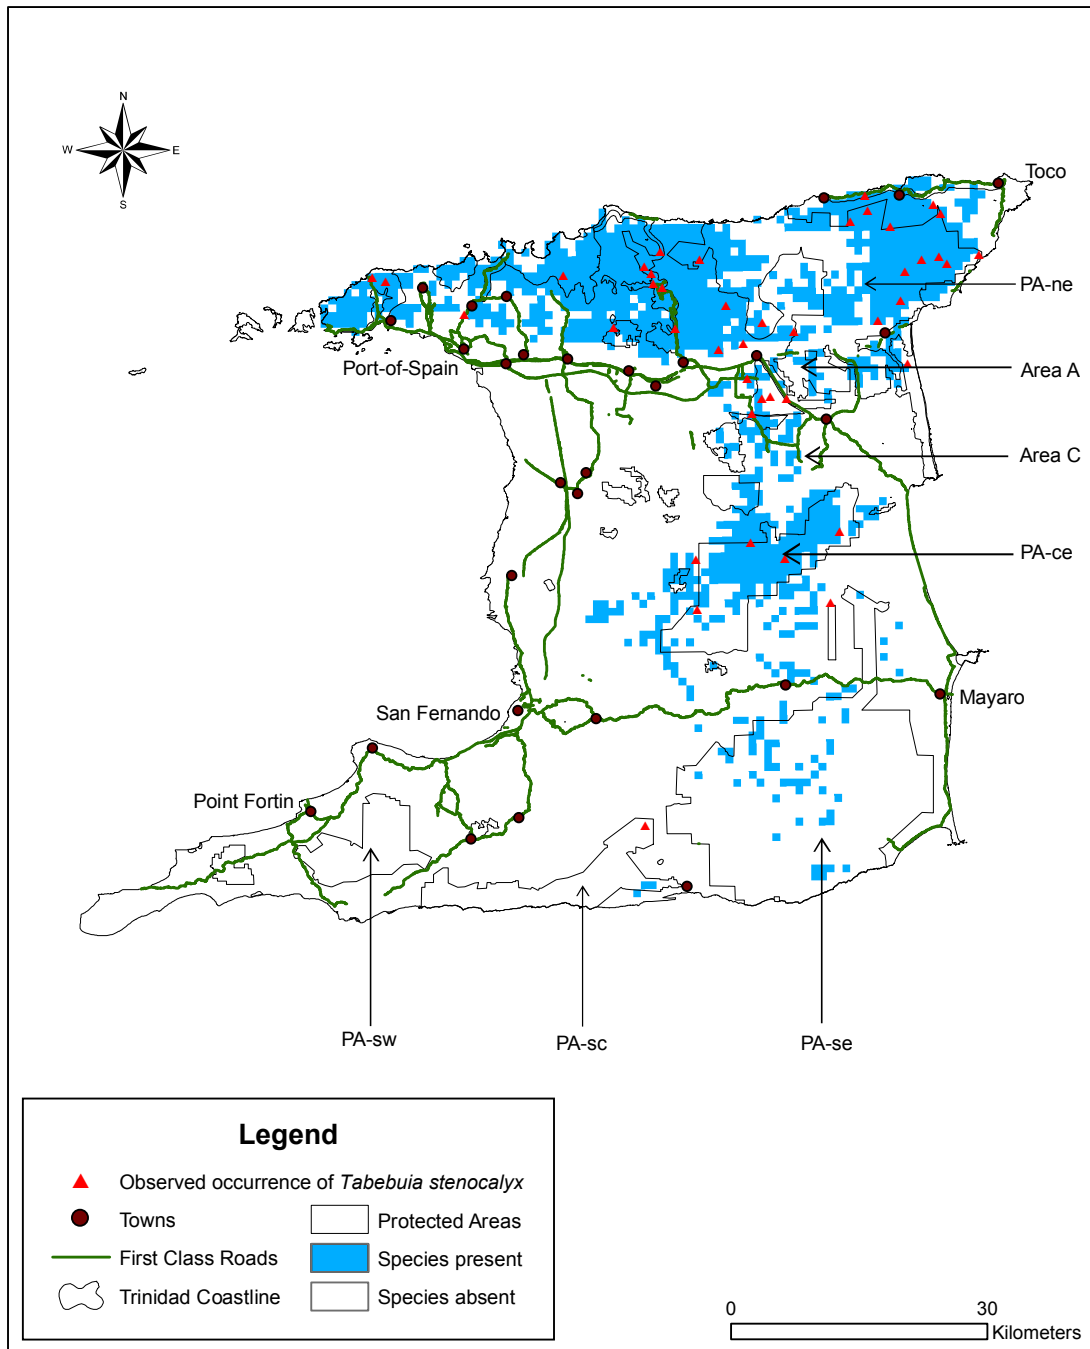 N
W E
S
Toco
PA-ne
Port-of-Spain
Area A
Area C
PA-ce
San Fernando
Mayaro
Point Fortin
PA-sw
PA-sc
PA-se
Legend
Observed occurrence of Tabebuia stenocalyx
Towns
Protected Areas
First Class Roads
Species present
Trinidad Coastline
Species absent
0 30
Kilometers